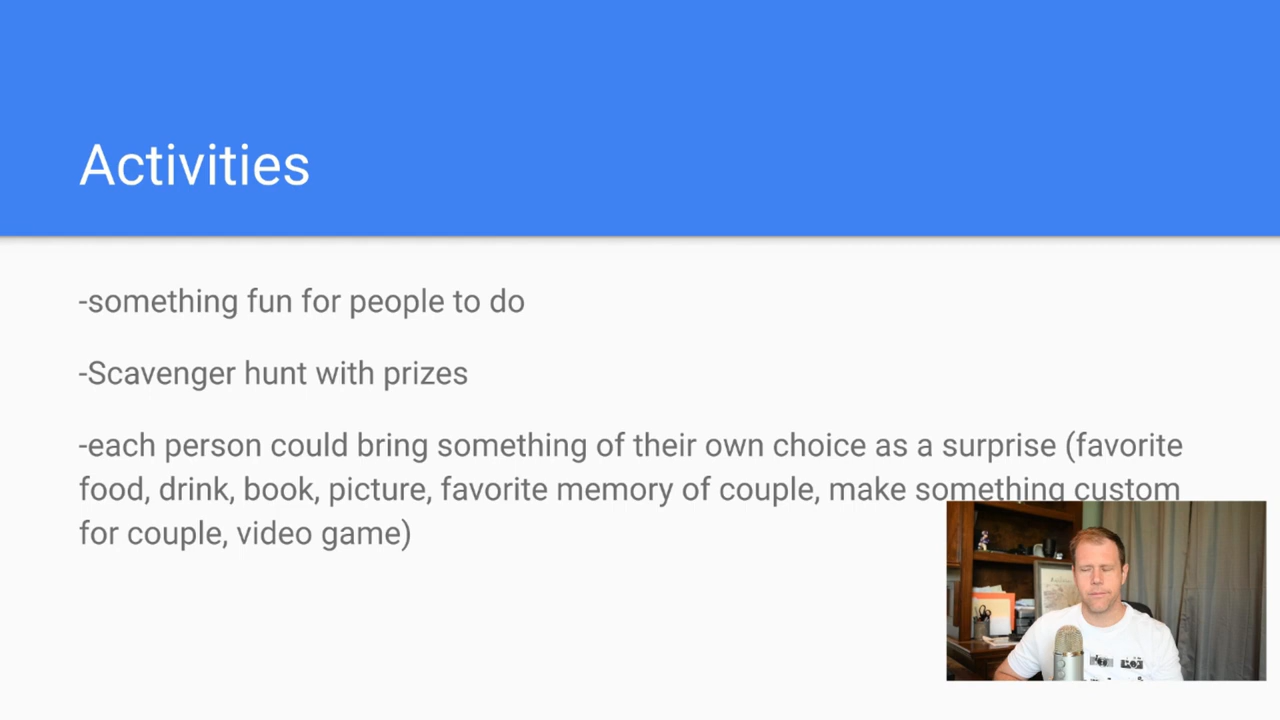 Activities
-something fun for people to do
-Scavenger hunt with prizes
-each person could bring something of their own choice as a surprise (favorite
food, drink, book, picture, favorite memory of couple, make something custom
for couple, video game)